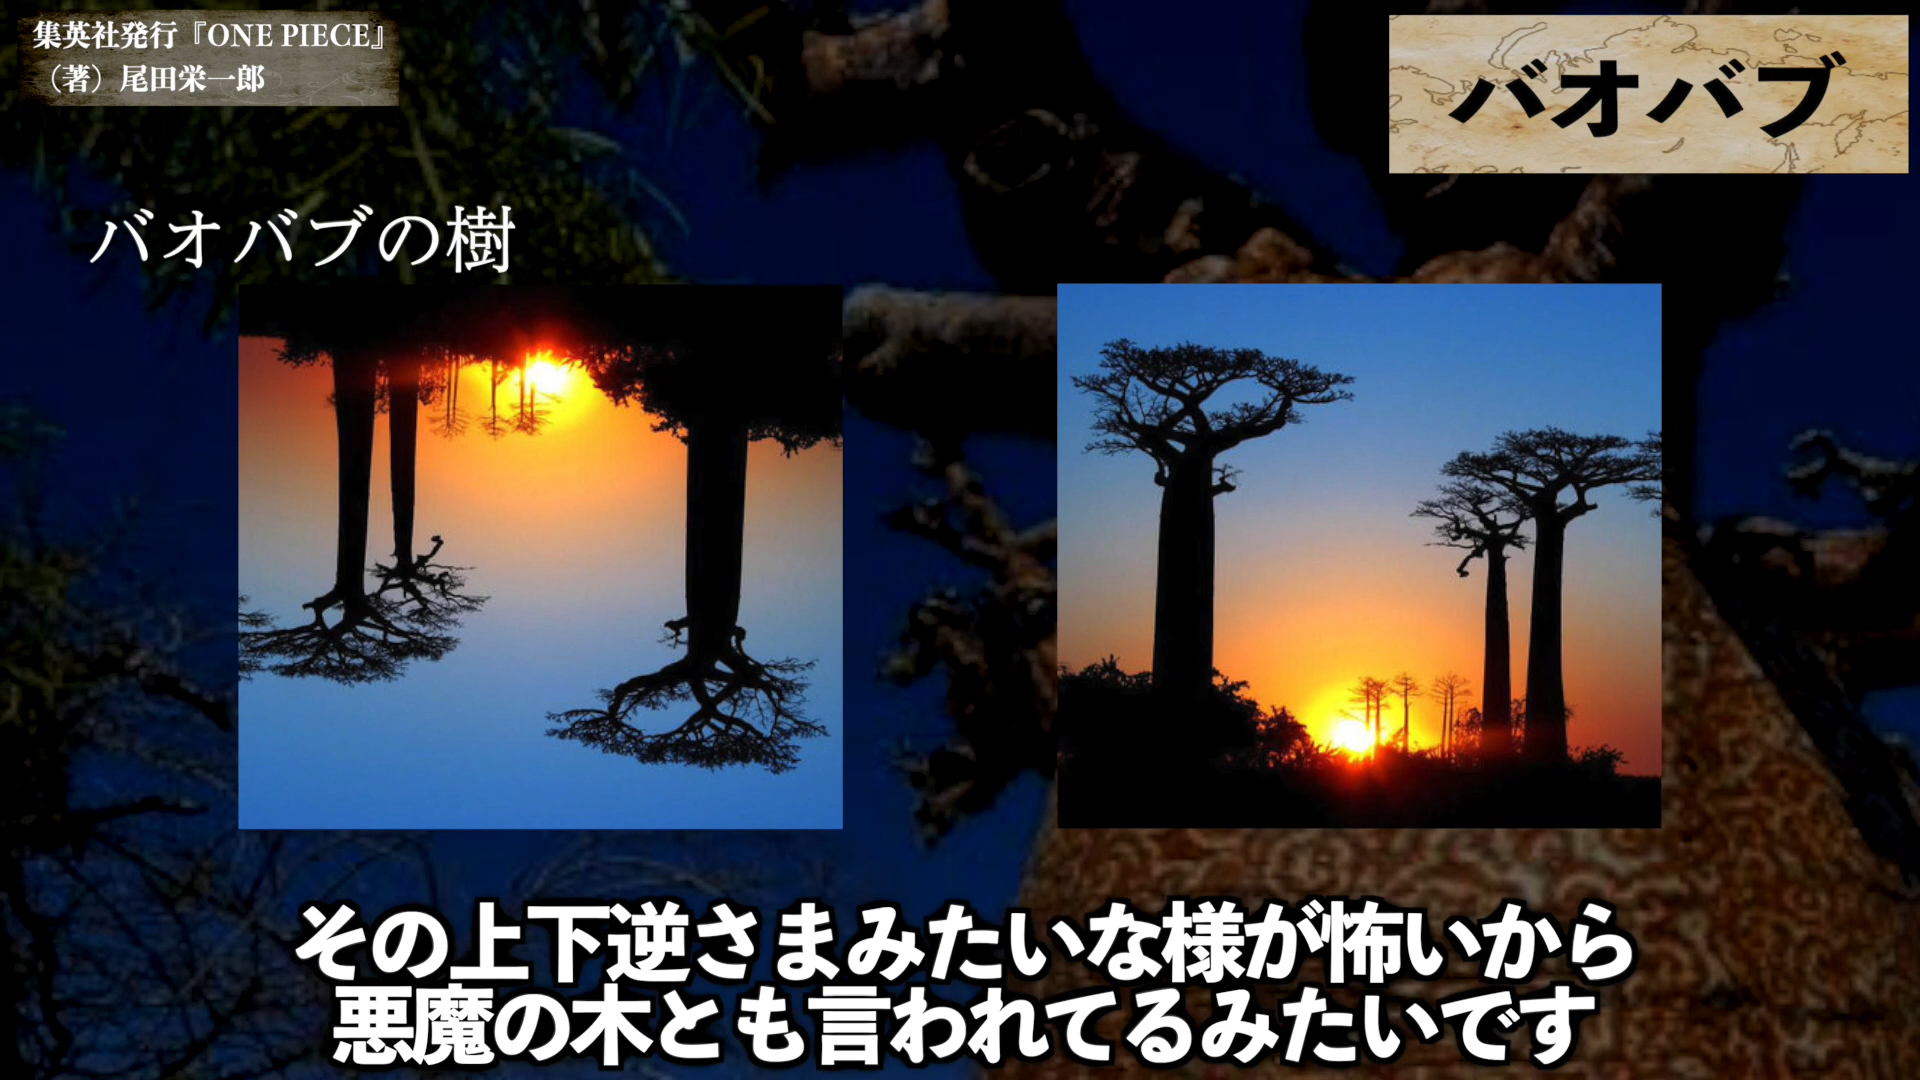 集英社発行『ONE PIECE』
（著）尾田栄一郎
バオバブ
バオバブの樹
その上下逆さまみたいな様が怖いから
悪魔の木とも言われてるみたいです